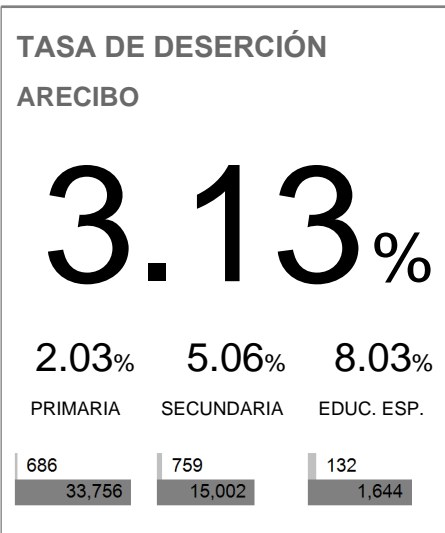 TASA DE DESERCIÓN
ARECIBO
3.13%
2.03% 5.06% 8.03%
PRIMARIA SECUNDARIA EDUC. ESP.
686 759 132
33,756 15,002 1,644